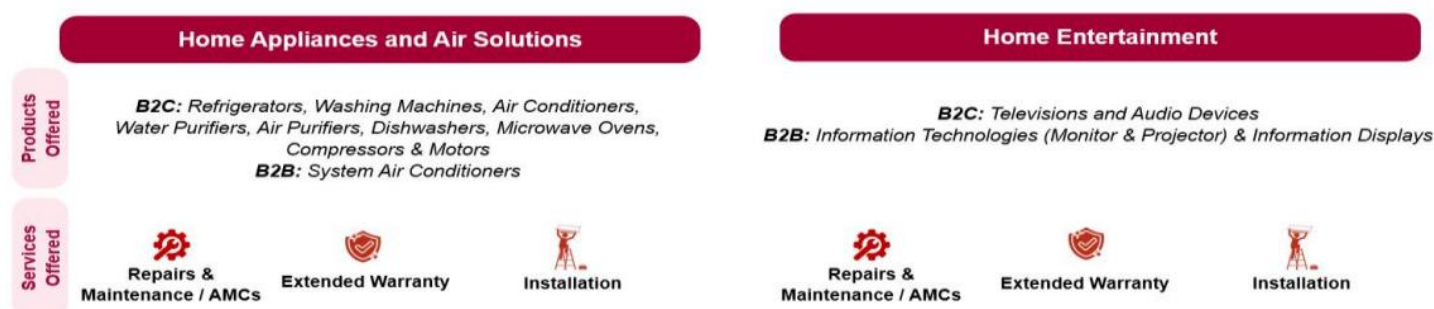 Home Appliances and Air Solutions
Home Entertainment
Products
Offered
B2C: Refrigerators, Washing Machines, Air Conditioners,
Water Purifiers, Air Purifiers, Dishwashers, Microwave Ovens,
Compressors & Motors
B2B: System Air Conditioners
B2C: Televisions and Audio Devices
B2B: Information Technologies (Monitor & Projector) & Information Displays
Services
Offered
Repairs &
Maintenance / AMCs
Extended Warranty
Installation
Repairs &
Maintenance / AMCs
Extended Warranty
Installation